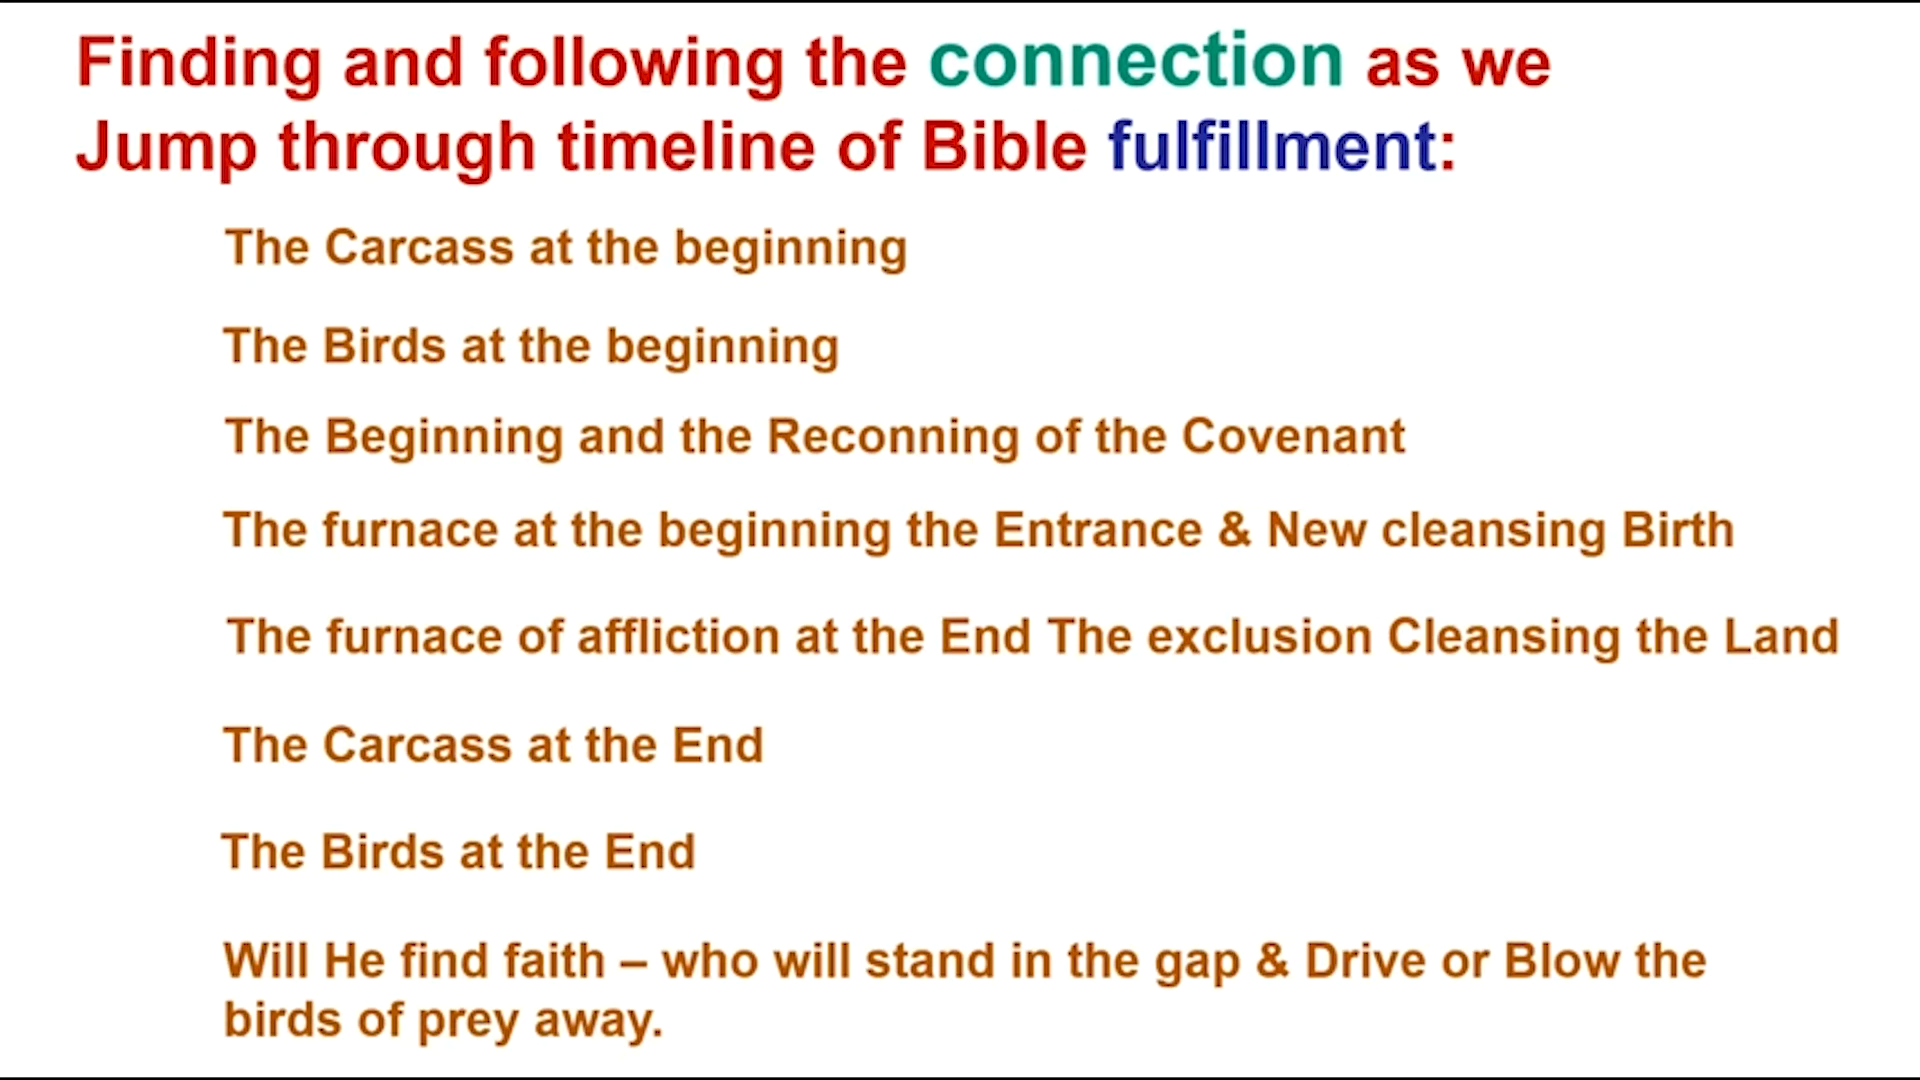 Finding and following the connection as we
Jump through timeline of Bible fulfillment:
The Carcass at the beginning
The Birds at the beginning
The Beginning and the Reconning of the Covenant
The furnace at the beginning the Entrance & New cleansing Birth
The furnace of affliction at the End The exclusion Cleansing the Land
The Carcass at the End
The Birds at the End
Will He find faith – who will stand in the gap & Drive or Blow the
birds of prey away.